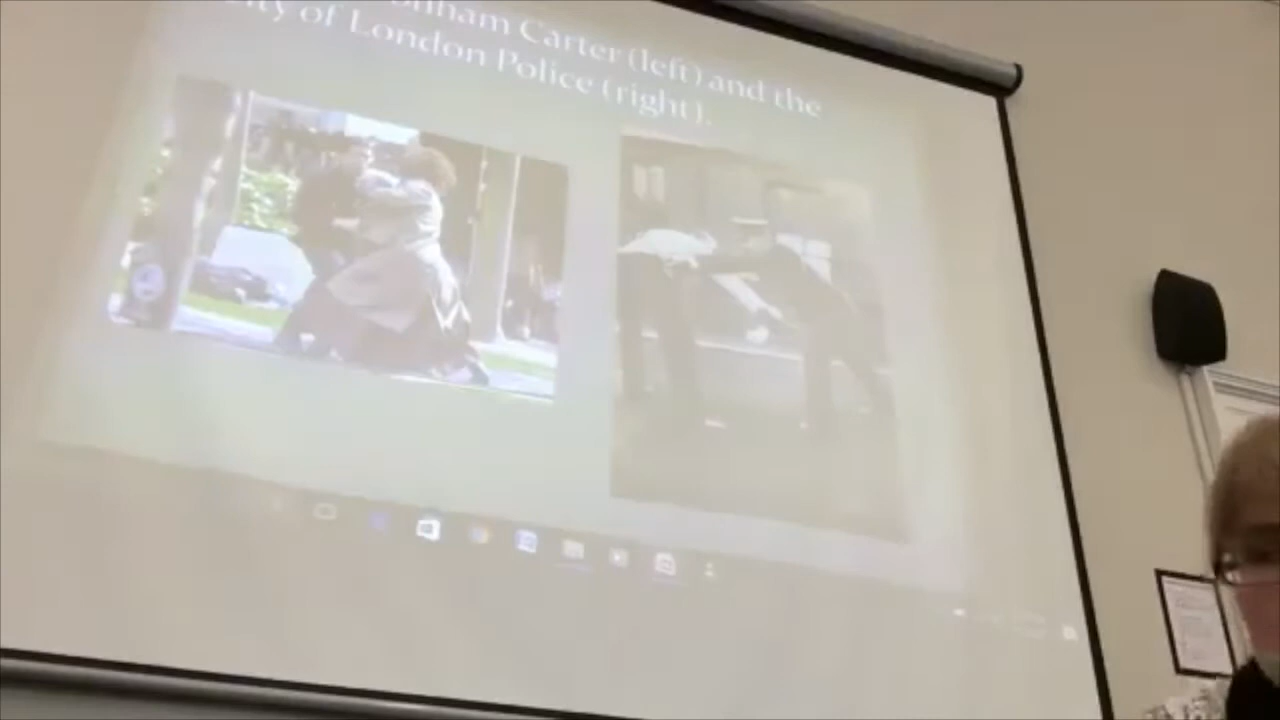 Carter (left) and the
of London Police (right).